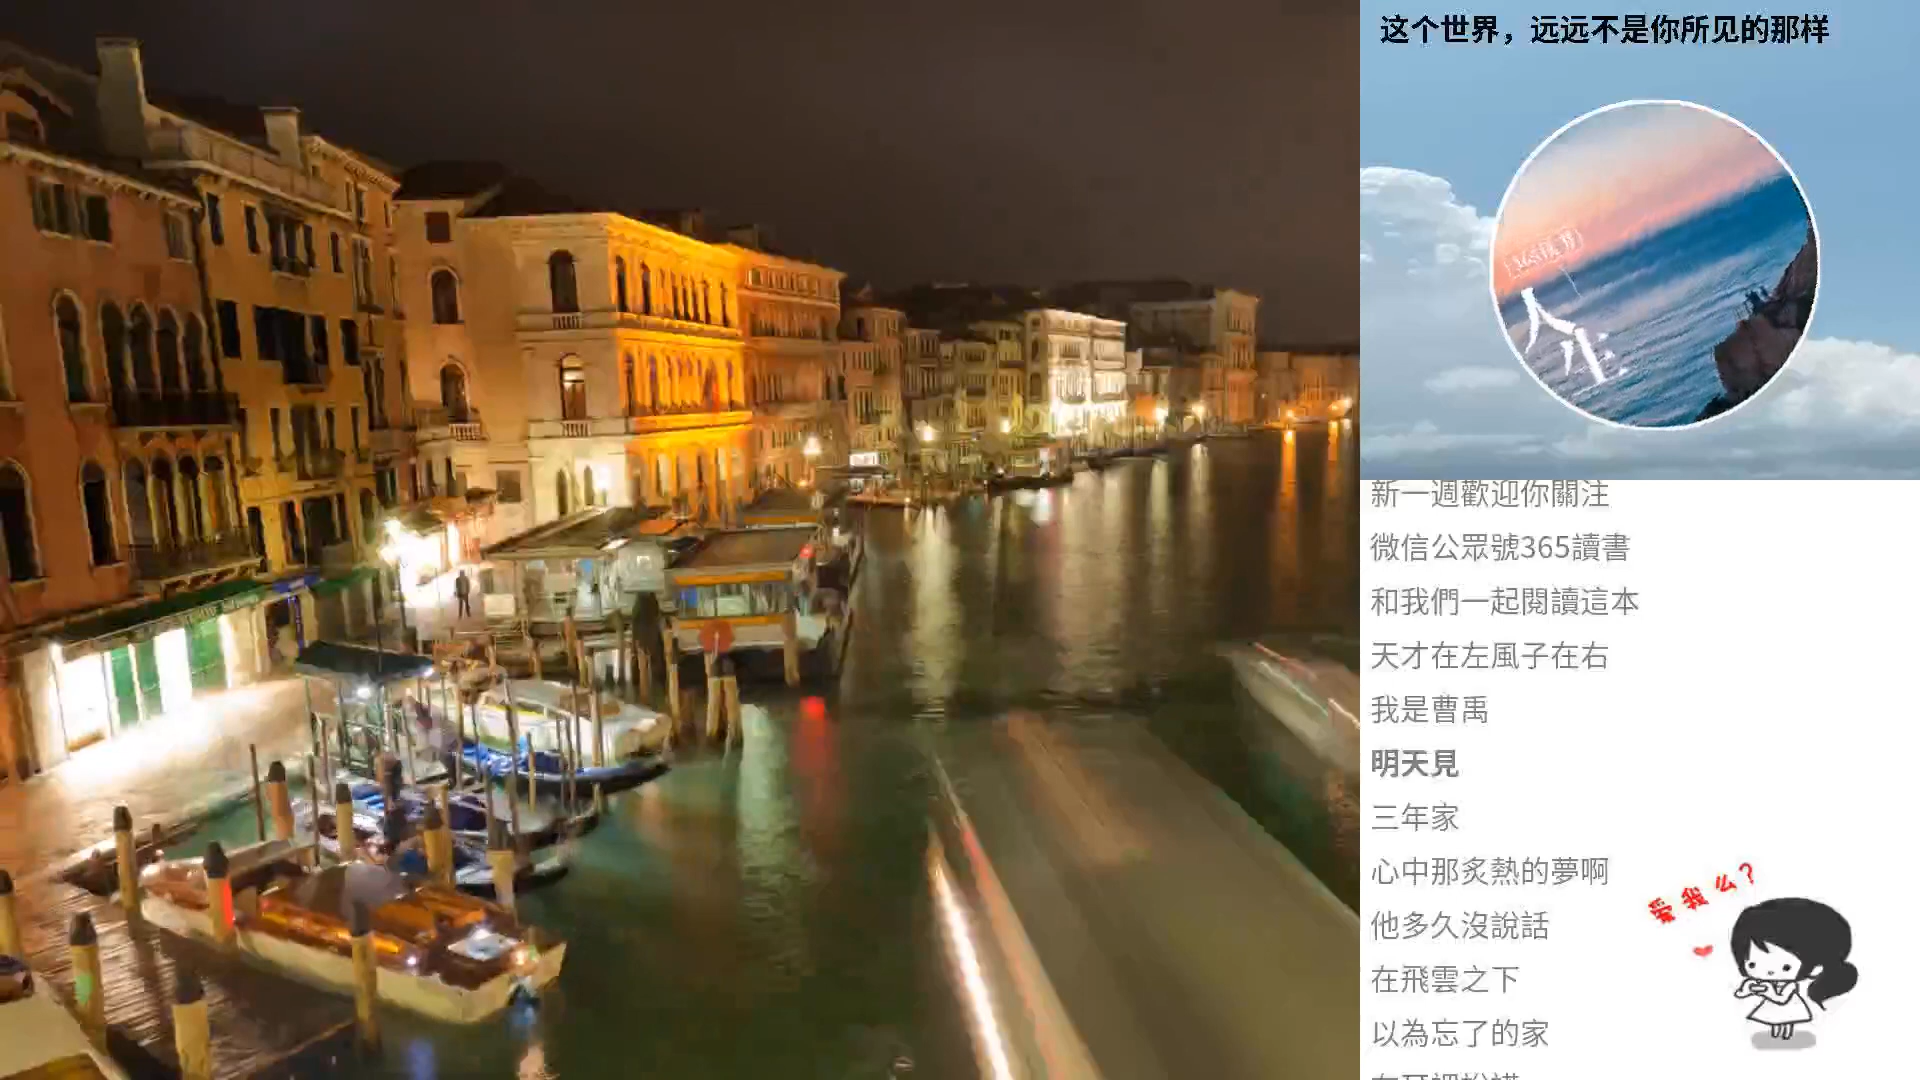 这个世界，远远不是你所见的那样
人生
新一週歡迎你關注
微信公眾號365讀書
和我們一起閱讀這本
天才在左風子在右
我是曹禹
明天見
三年家
心中那炙熱的夢啊
他多久沒說話
在飛雲之下
以為忘了的家
爱我么？